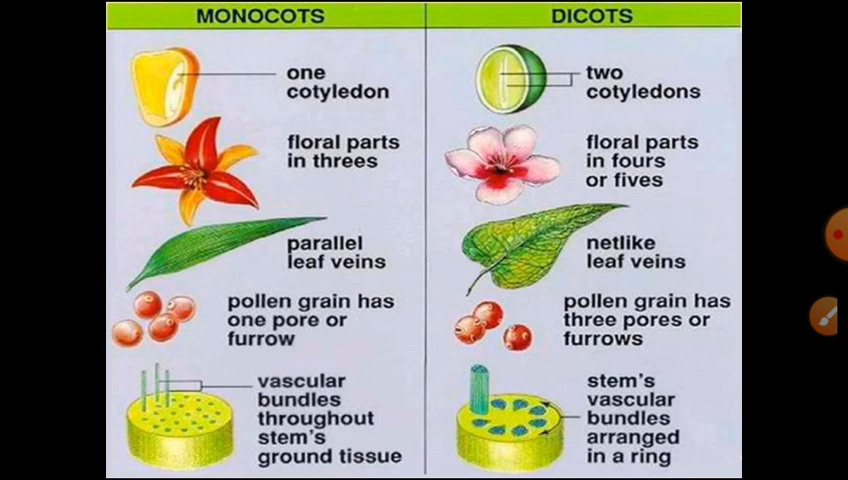 MONOCOTS
DICOTS
one
cotyledon
two
cotyledons
floral parts
in threes
floral parts
in fours
or fives
parallel
leaf veins
netlike
leaf veins
pollen grain has
one pore or
furrow
pollen grain has
three pores or
furrows
vascular
bundles
throughout
stem's
ground tissue
stem's
vascular
bundles
arranged
in a ring